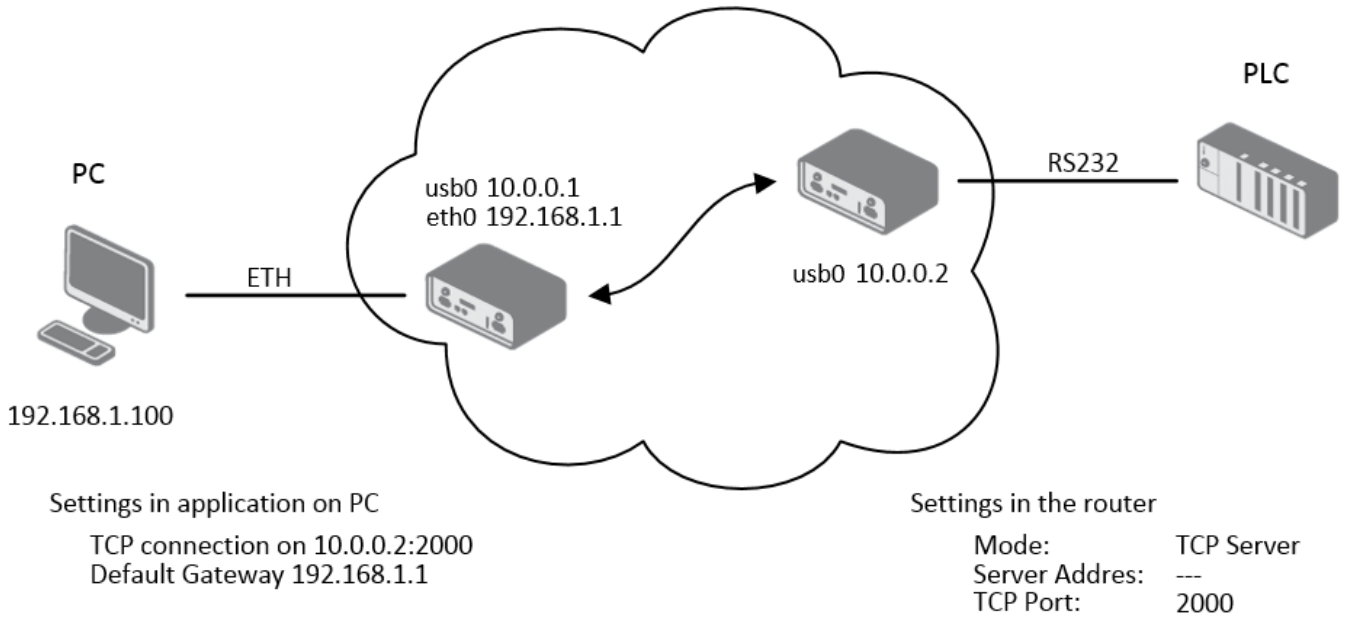 PLC
PC
RS232
usb0 10.0.0.1
eth0 192.168.1.1
ETH
usb0 10.0.0.2
192.168.1.100
Settings in application on PC
TCP connection on 10.0.0.2:2000
Default Gateway 192.168.1.1
Settings in the router
Mode: TCP Server
Server Addres: ---
TCP Port: 2000